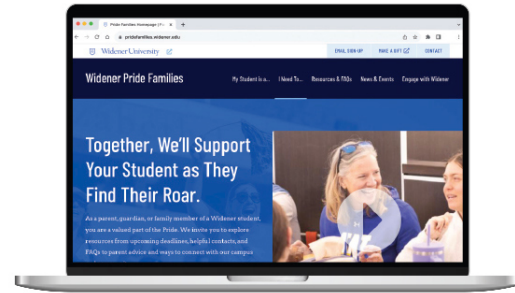 Pride Families Homepage | Pr
pridefamilies.widener.edu
Widener University
EMAIL SIGN-UP MAKE A GIFT CONTACT
Widener Pride Families
My Student is a... I Need To... Resources & FAQs News & Events Engage with Widener
Together, We'll Support
Your Student as They
Find Their Roar.
As a parent, guardian, or family member of a Widener student,
you are a valued part of the Pride. We invite you to explore
resources from upcoming deadlines, helpful contacts, and
FAQs to parent advice and ways to connect with our campus